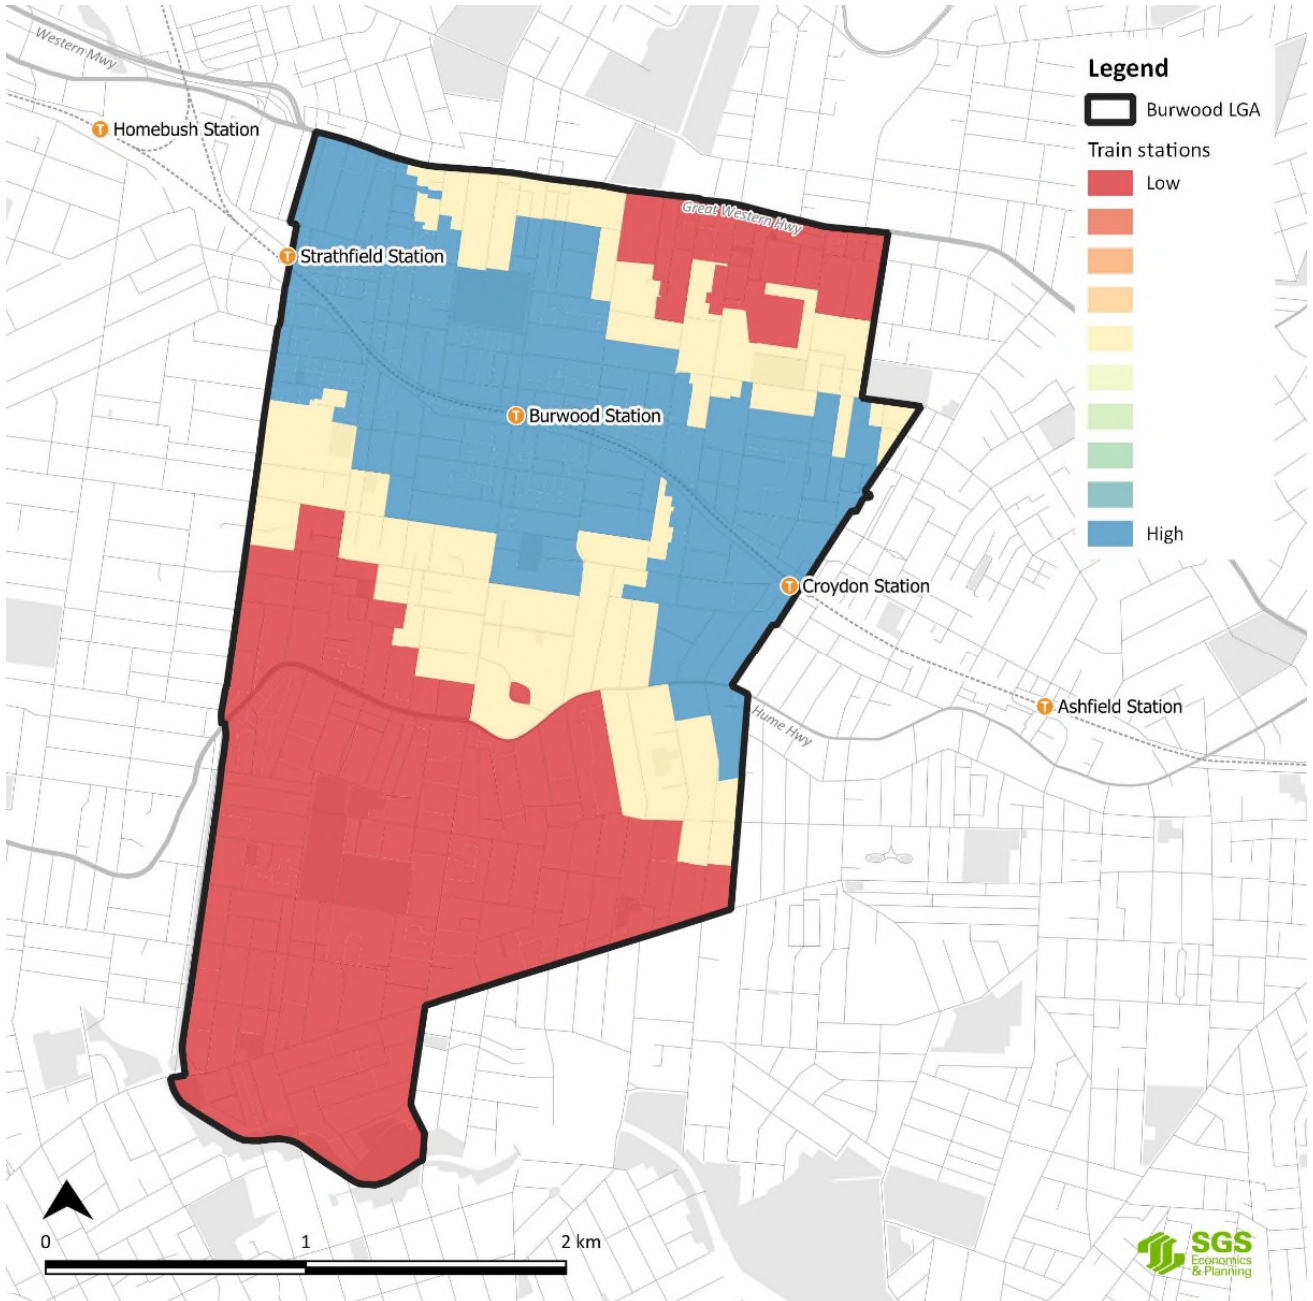 Western Mwy
Legend
Burwood LGA
Homebush Station
Train stations
Low
Great Western Hwy
Strathfield Station
Burwood Station
High
Croydon Station
Ashfield Station
Hume Hwy
0 1 2 km
SGS
Economics
& Planning